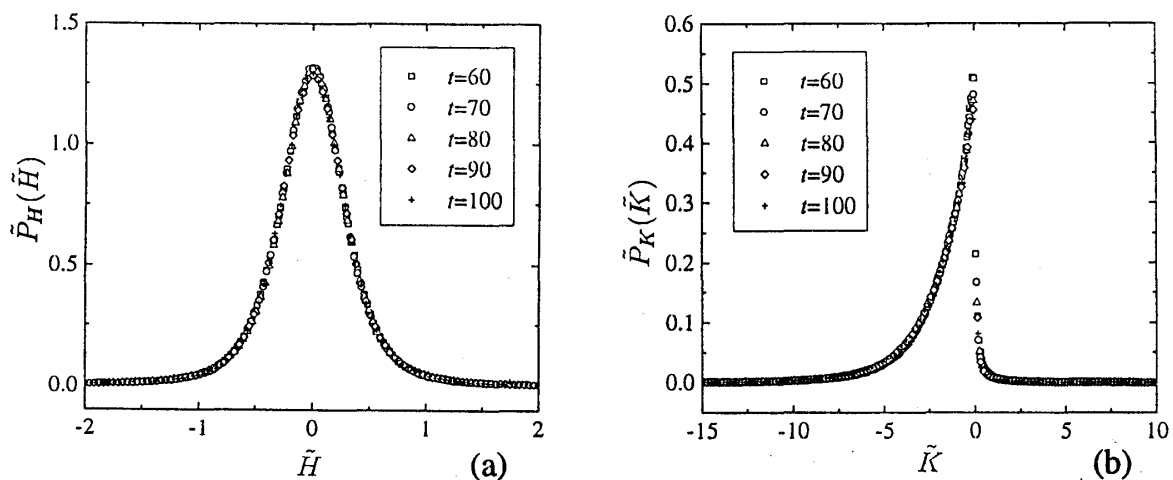 1.5
1.0
0.5
0.0
P̃_H(H̃)
□ t=60
○ t=70
△ t=80
◇ t=90
+ t=100
-2 -1 0 1 2
H̃
(a)
0.6
0.5
0.4
0.3
0.2
0.1
0.0
P̃_K(K̃)
□ t=60
○ t=70
△ t=80
◇ t=90
+ t=100
-15 -10 -5 0 5 10
K̃
(b)